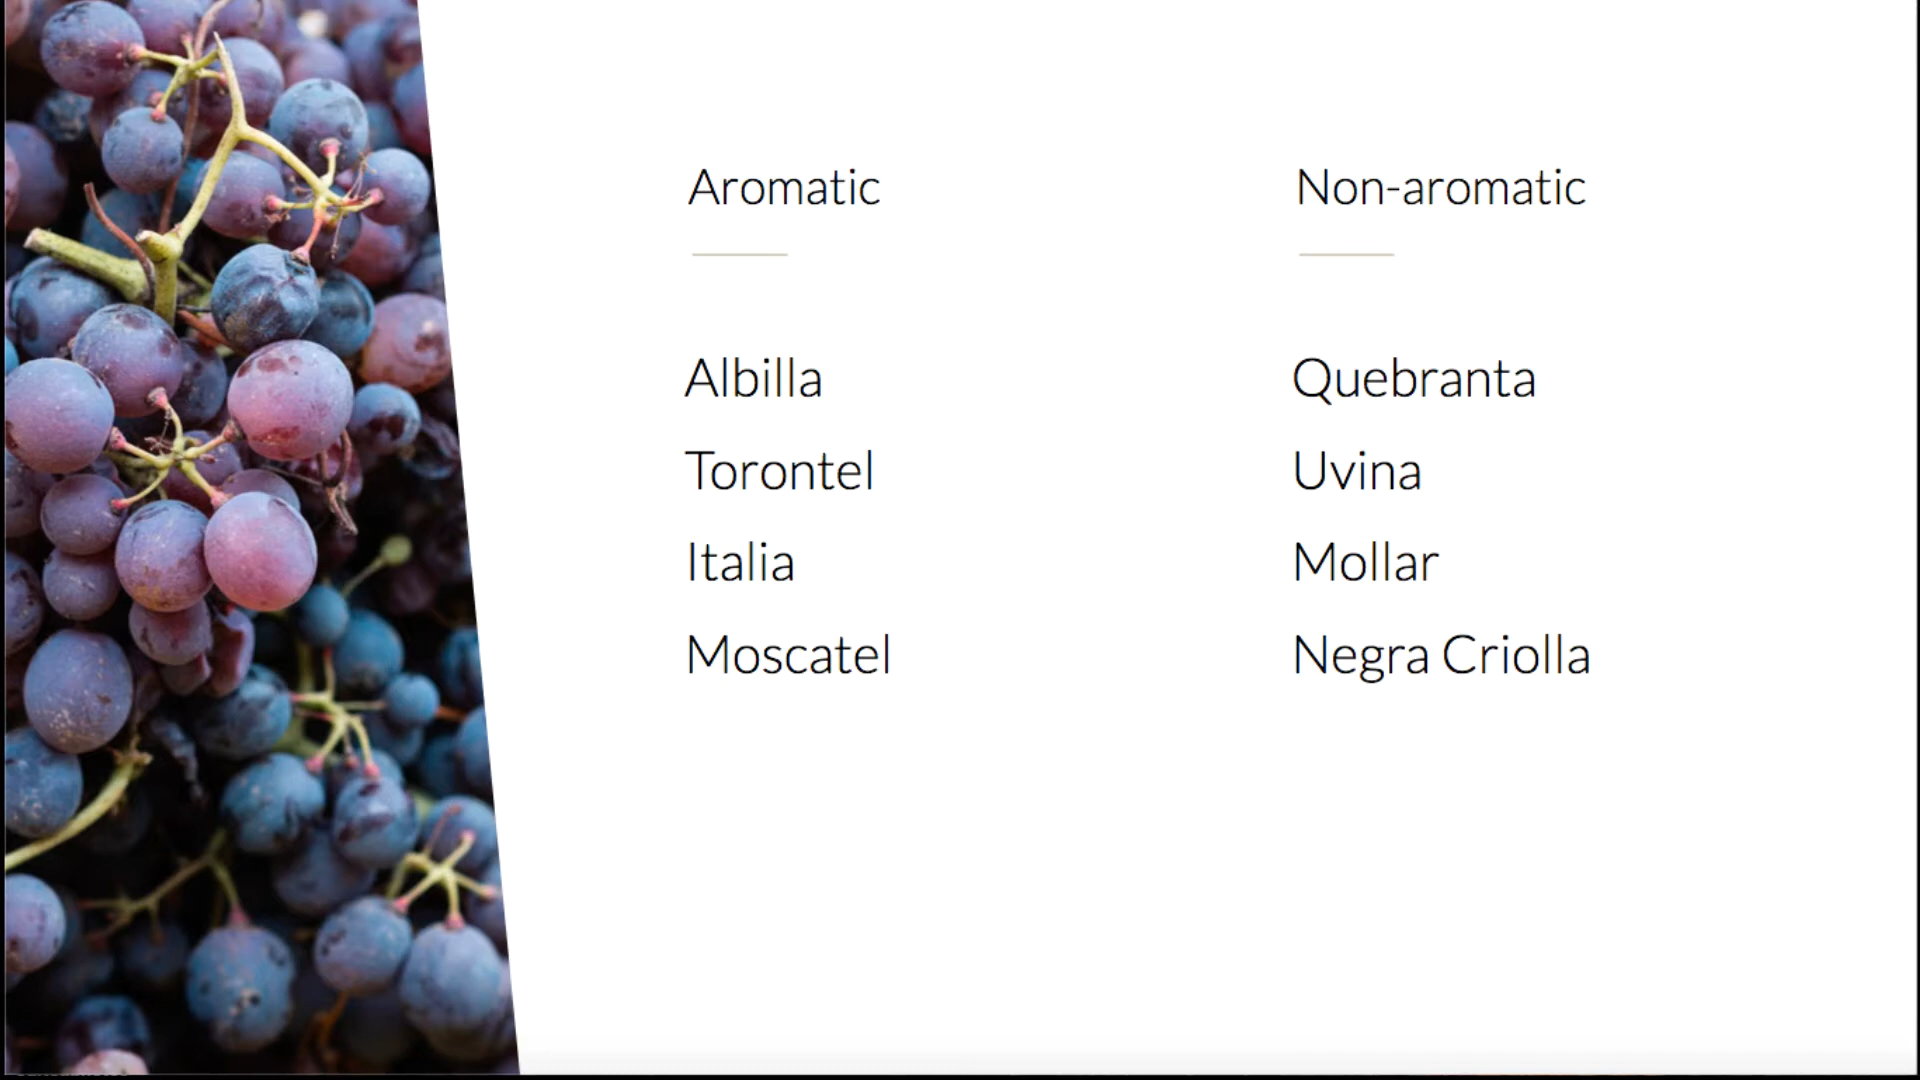 Aromatic
Albilla
Torontel
Italia
Moscatel
Non-aromatic
Quebranta
Uvina
Mollar
Negra Criolla